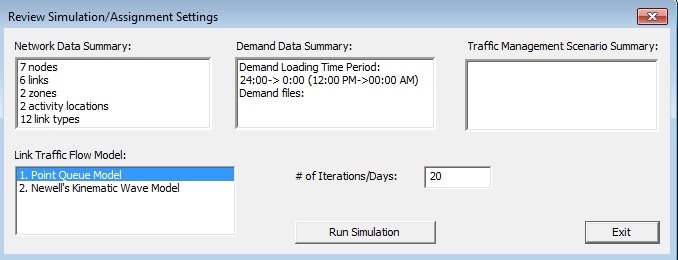 Review Simulation/Assignment Settings
Network Data Summary:
7 nodes
6 links
2 zones
2 activity locations
12 link types
Demand Data Summary:
Demand Loading Time Period:
24:00-> 0:00 (12:00 PM->00:00 AM)
Demand files:
Traffic Management Scenario Summary:
Link Traffic Flow Model:
1. Point Queue Model
2. Newell's Kinematic Wave Model
# of Iterations/Days:
20
Run Simulation
Exit